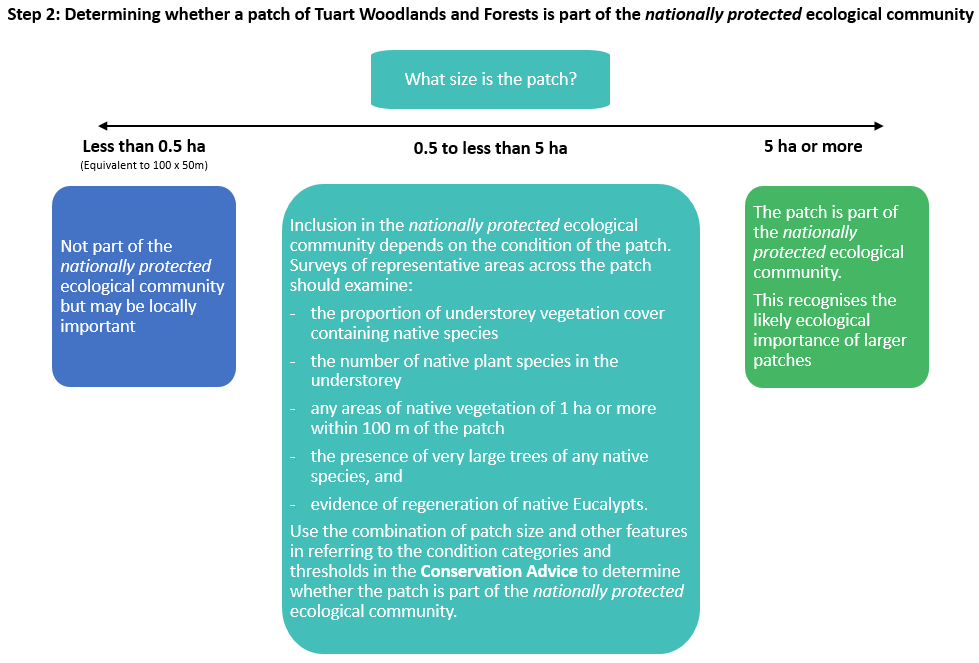 Step 2: Determining whether a patch of Tuart Woodlands and Forests is part of the nationally protected ecological community
What size is the patch?
Less than 0.5 ha
(Equivalent to 100 x 50m)
0.5 to less than 5 ha
5 ha or more
Not part of the
nationally protected
ecological community
but may be locally
important
Inclusion in the nationally protected ecological
community depends on the condition of the patch.
Surveys of representative areas across the patch
should examine:
- the proportion of understorey vegetation cover
containing native species
- the number of native plant species in the
understorey
- any areas of native vegetation of 1 ha or more
within 100 m of the patch
- the presence of very large trees of any native
species, and
- evidence of regeneration of native Eucalypts.
Use the combination of patch size and other features
in referring to the condition categories and
thresholds in the Conservation Advice to determine
whether the patch is part of the nationally protected
ecological community.
The patch is part of
the nationally
protected ecological
community.
This recognises the
likely ecological
importance of larger
patches